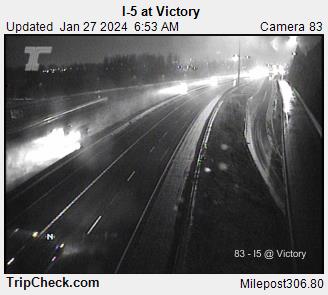 I-5 at Victory
Updated  Jan 27 2024  6:53 AM
Camera 83
N
83 - I5 @ Victory
TripCheck.com
Milepost306.80